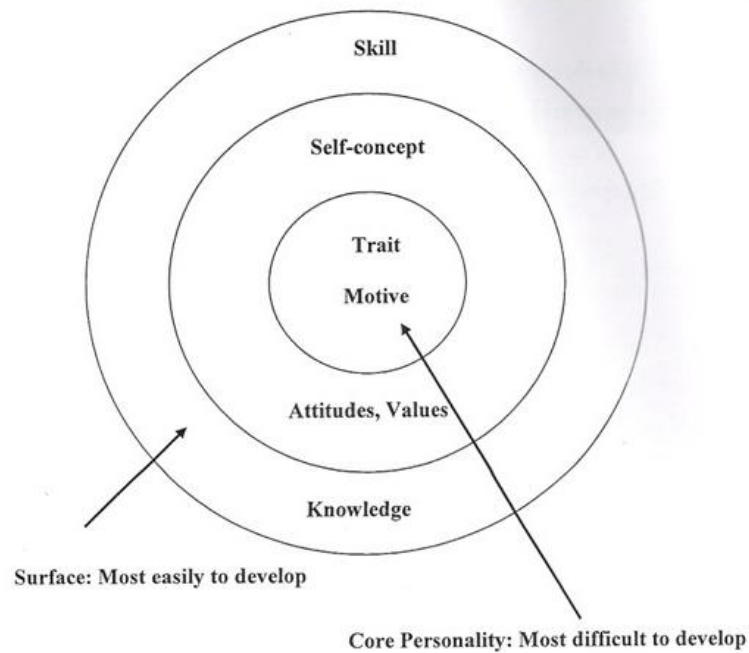 Skill
Self-concept
Trait
Motive
Attitudes, Values
Knowledge
Surface: Most easily to develop
Core Personality: Most difficult to develop